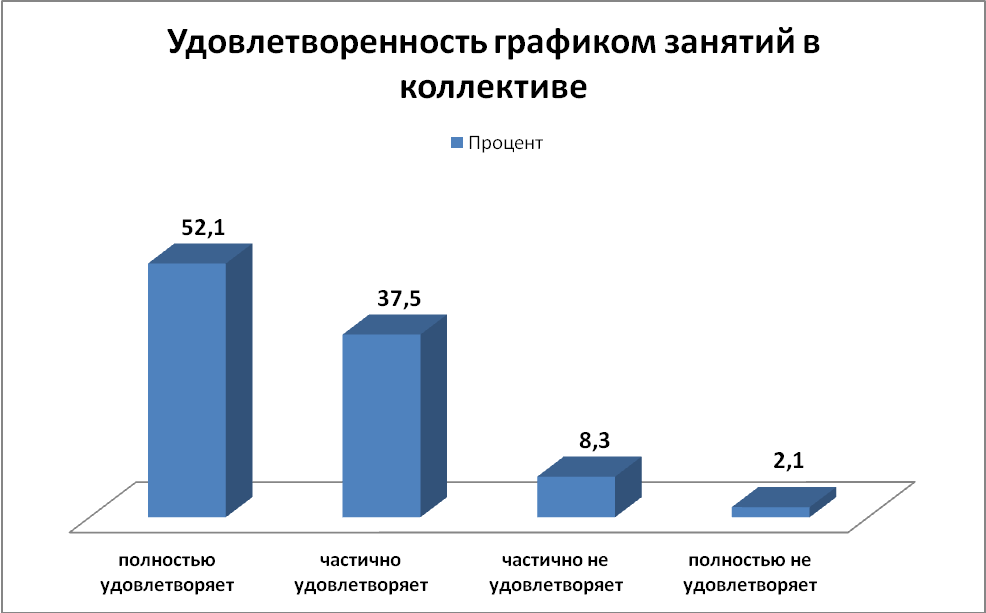 Удовлетворенность графиком занятий в
коллективе
Процент
52,1
37,5
8,3
2,1
полностью
удовлетворяет
частично
удовлетворяет
частично не
удовлетворяет
полностью не
удовлетворяет